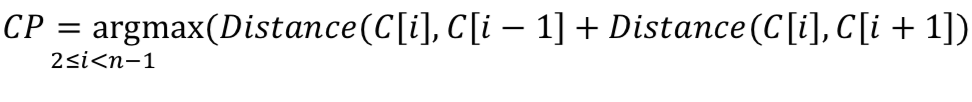 CP = argmax(Distance(C[i], C[i − 1] + Distance(C[i], C[i + 1])
2≤i<n−1